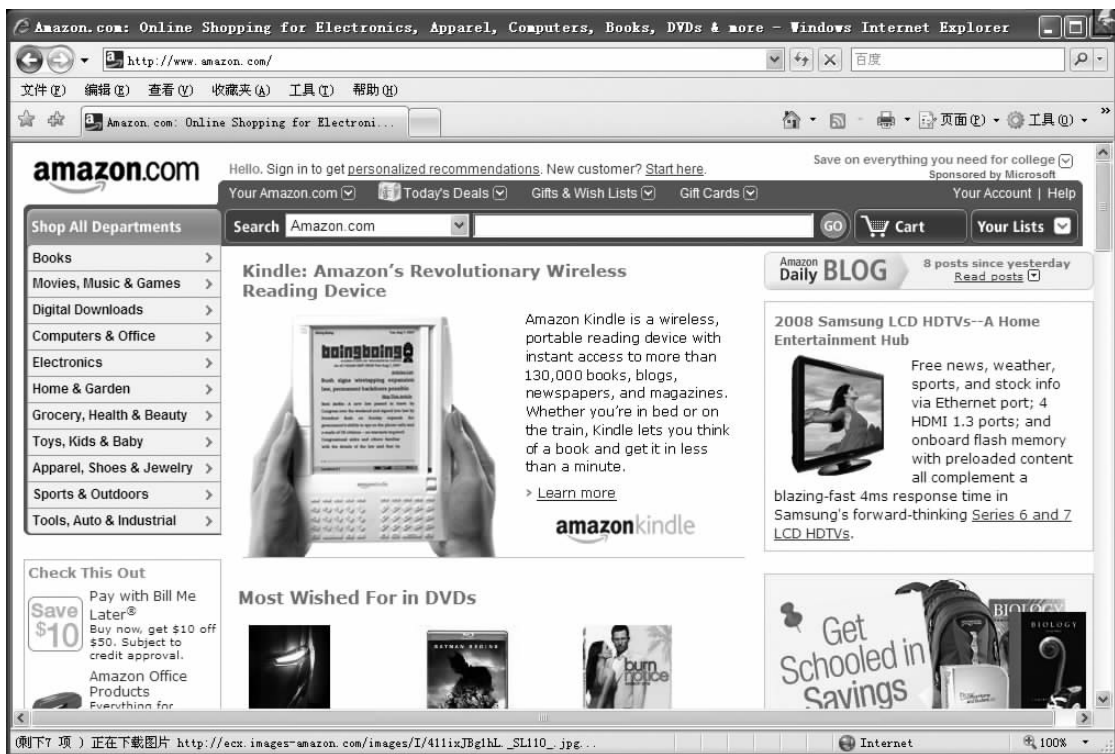 Amazon.com: Online Shopping for Electronics, Apparel, Computers, Books, DVDs & more - Windows Internet Explorer
http://www.amazon.com/
百度
文件(F) 编辑(E) 查看(V) 收藏夹(A) 工具(T) 帮助(H)
Amazon.com: Online Shopping for Electroni...
页面(P)
工具(O)
amazon.com
Hello. Sign in to get personalized recommendations. New customer? Start here.
Save on everything you need for college
Sponsored by Microsoft
Your Amazon.com Today's Deals Gifts & Wish Lists Gift Cards
Your Account | Help
Shop All Departments
Search Amazon.com GO Cart Your Lists
Books
Movies, Music & Games
Digital Downloads
Computers & Office
Electronics
Home & Garden
Grocery, Health & Beauty
Toys, Kids & Baby
Apparel, Shoes & Jewelry
Sports & Outdoors
Tools, Auto & Industrial
Check This Out
Save $10
Pay with Bill Me
Later®
Buy now, get $10 off
$50. Subject to
credit approval.
Amazon Office
Products
Everything for
Kindle: Amazon's Revolutionary Wireless
Reading Device
boingboing
Amazon Kindle is a wireless,
portable reading device with
instant access to more than
130,000 books, blogs,
newspapers, and magazines.
Whether you're in bed or on
the train, Kindle lets you think
of a book and get it in less
than a minute.
Learn more
amazonkindle
Most Wished For in DVDs
BATMAN BEGINS
burn
notice
Amazon
Daily BLOG
8 posts since yesterday
Read posts
2008 Samsung LCD HDTVs--A Home
Entertainment Hub
Free news, weather,
sports, and stock info
via Ethernet port; 4
HDMI 1.3 ports; and
onboard flash memory
with preloaded content
all complement a
blazing-fast 4ms response time in
Samsung's forward-thinking Series 6 and 7
LCD HDTVs.
Get
Schooled in
Savings
BIOLOGY
BIOLOGY
(剩下7 项 ) 正在下载图片 http://ecx.images-amazon.com/images/I/411ixJBglhL._SL110_.jpg...
Internet
100%